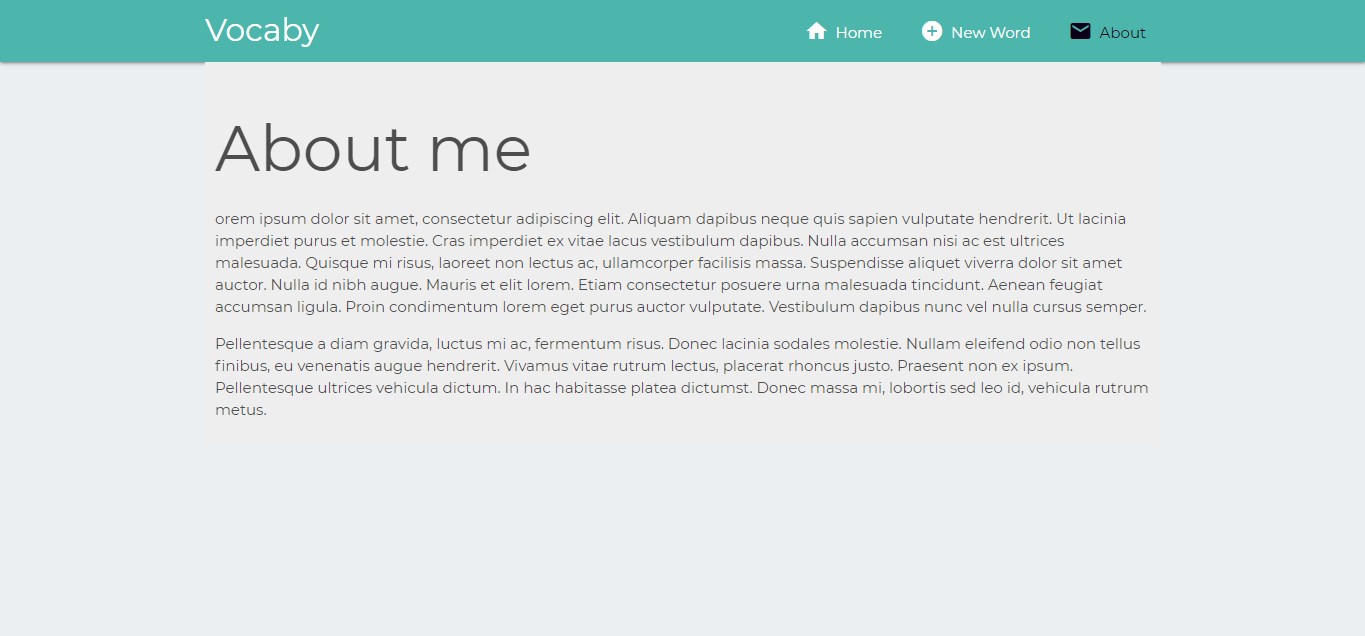 Vocaby
Home
New Word
About
About me
orem ipsum dolor sit amet, consectetur adipiscing elit. Aliquam dapibus neque quis sapien vulputate hendrerit. Ut lacinia
imperdiet purus et molestie. Cras imperdiet ex vitae lacus vestibulum dapibus. Nulla accumsan nisi ac est ultrices
malesuada. Quisque mi risus, laoreet non lectus ac, ullamcorper facilisis massa. Suspendisse aliquet viverra dolor sit amet
auctor. Nulla id nibh augue. Mauris et elit lorem. Etiam consectetur posuere urna malesuada tincidunt. Aenean feugiat
accumsan ligula. Proin condimentum lorem eget purus auctor vulputate. Vestibulum dapibus nunc vel nulla cursus semper.
Pellentesque a diam gravida, luctus mi ac, fermentum risus. Donec lacinia sodales molestie. Nullam eleifend odio non tellus
finibus, eu venenatis augue hendrerit. Vivamus vitae rutrum lectus, placerat rhoncus justo. Praesent non ex ipsum.
Pellentesque ultrices vehicula dictum. In hac habitasse platea dictumst. Donec massa mi, lobortis sed leo id, vehicula rutrum
metus.